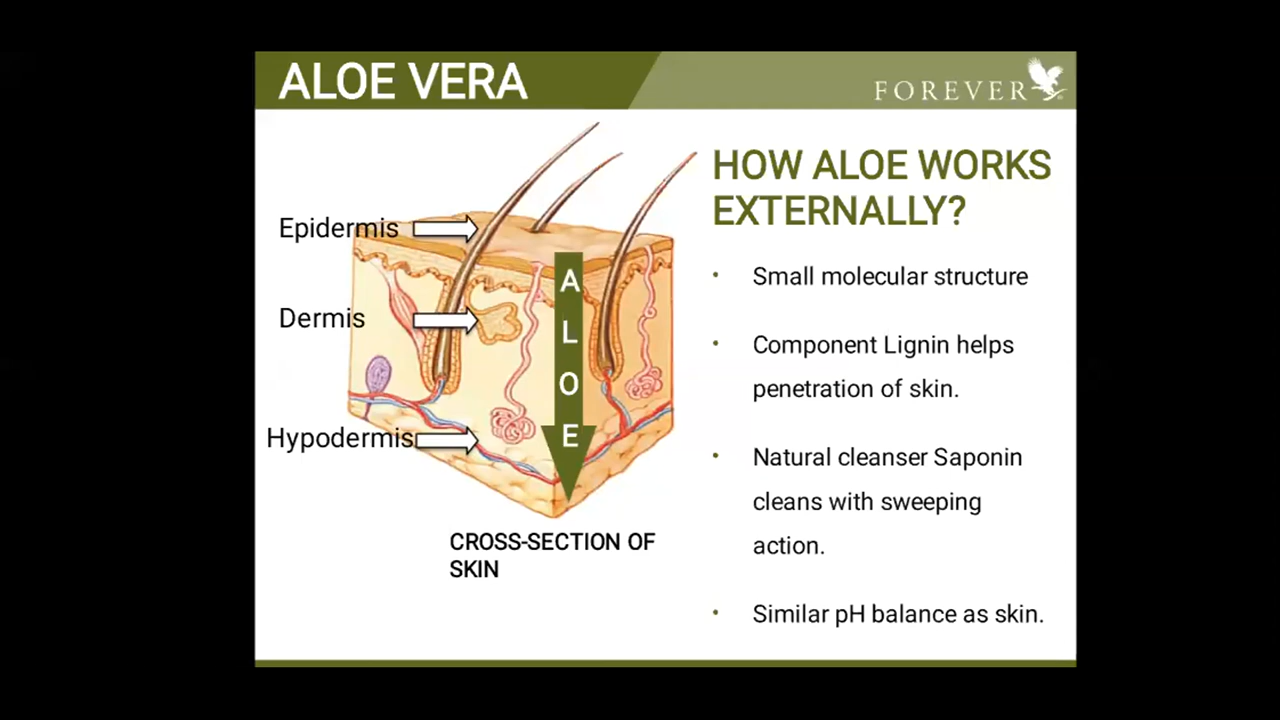 ALOE VERA
FOREVER
HOW ALOE WORKS
EXTERNALLY?
Epidermis
Dermis
Hypodermis
A
L
O
E
CROSS-SECTION OF
SKIN
• Small molecular structure
• Component Lignin helps
penetration of skin.
• Natural cleanser Saponin
cleans with sweeping
action.
• Similar pH balance as skin.